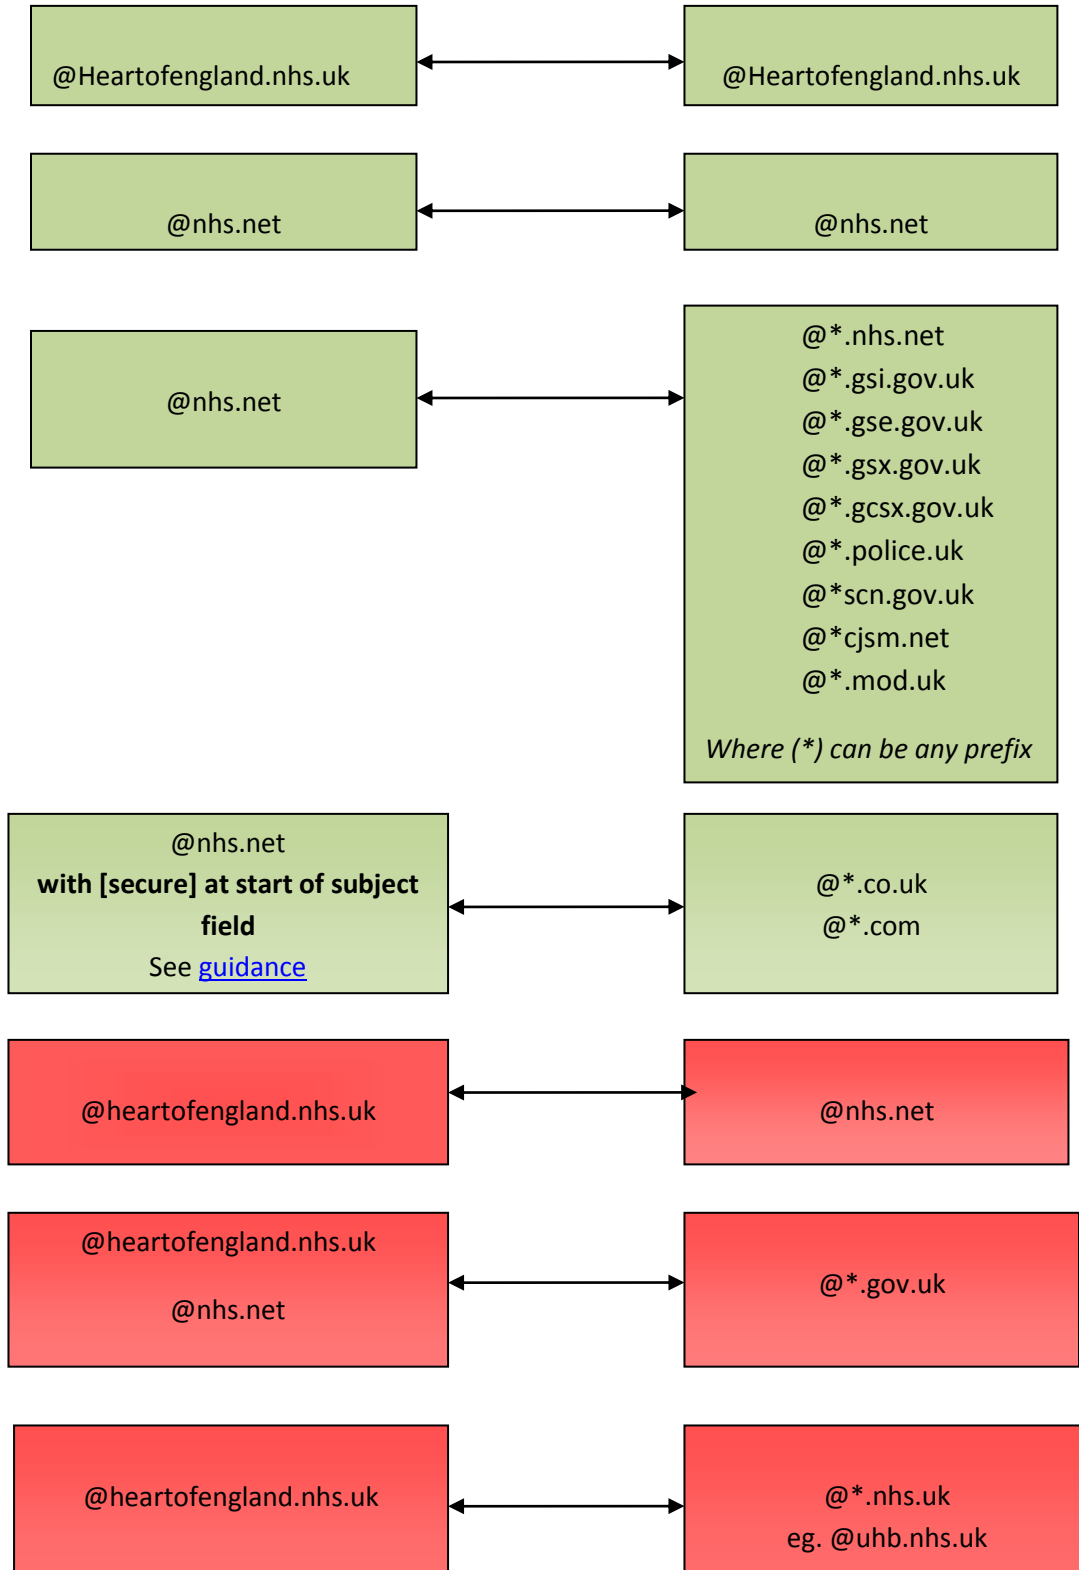 @Heartofengland.nhs.uk
@Heartofengland.nhs.uk
@nhs.net
@nhs.net
@nhs.net
@*.nhs.net
@*.gsi.gov.uk
@*.gse.gov.uk
@*.gsx.gov.uk
@*.gcsx.gov.uk
@*.police.uk
@*scn.gov.uk
@*cjsm.net
@*.mod.uk
Where (*) can be any prefix
@nhs.net
with [secure] at start of subject
field
See guidance
@*.co.uk
@*.com
@heartofengland.nhs.uk
@nhs.net
@heartofengland.nhs.uk
@nhs.net
@*.gov.uk
@heartofengland.nhs.uk
@*.nhs.uk
eg. @uhb.nhs.uk